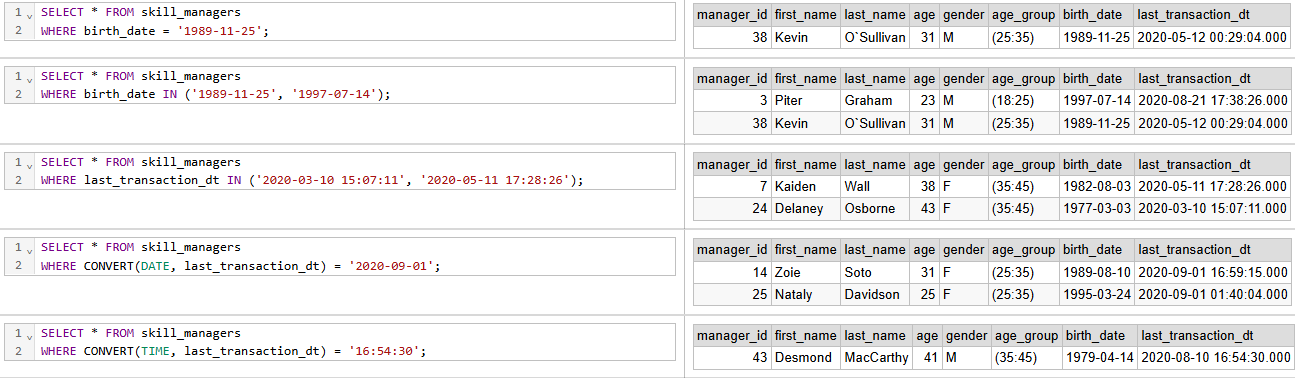 1 SELECT * FROM skill_managers
2 WHERE birth_date = '1989-11-25';
manager_id first_name last_name age gender age_group birth_date last_transaction_dt
38 Kevin O`Sullivan 31 M (25:35) 1989-11-25 2020-05-12 00:29:04.000
1 SELECT * FROM skill_managers
2 WHERE birth_date IN ('1989-11-25', '1997-07-14');
manager_id first_name last_name age gender age_group birth_date last_transaction_dt
3 Piter Graham 23 M (18:25) 1997-07-14 2020-08-21 17:38:26.000
38 Kevin O`Sullivan 31 M (25:35) 1989-11-25 2020-05-12 00:29:04.000
1 SELECT * FROM skill_managers
2 WHERE last_transaction_dt IN ('2020-03-10 15:07:11', '2020-05-11 17:28:26');
manager_id first_name last_name age gender age_group birth_date last_transaction_dt
7 Kaiden Wall 38 F (35:45) 1982-08-03 2020-05-11 17:28:26.000
24 Delaney Osborne 43 F (35:45) 1977-03-03 2020-03-10 15:07:11.000
1 SELECT * FROM skill_managers
2 WHERE CONVERT(DATE, last_transaction_dt) = '2020-09-01';
manager_id first_name last_name age gender age_group birth_date last_transaction_dt
14 Zoie Soto 31 F (25:35) 1989-08-10 2020-09-01 16:59:15.000
25 Nataly Davidson 25 F (25:35) 1995-03-24 2020-09-01 01:40:04.000
1 SELECT * FROM skill_managers
2 WHERE CONVERT(TIME, last_transaction_dt) = '16:54:30';
manager_id first_name last_name age gender age_group birth_date last_transaction_dt
43 Desmond MacCarthy 41 M (35:45) 1979-04-14 2020-08-10 16:54:30.000